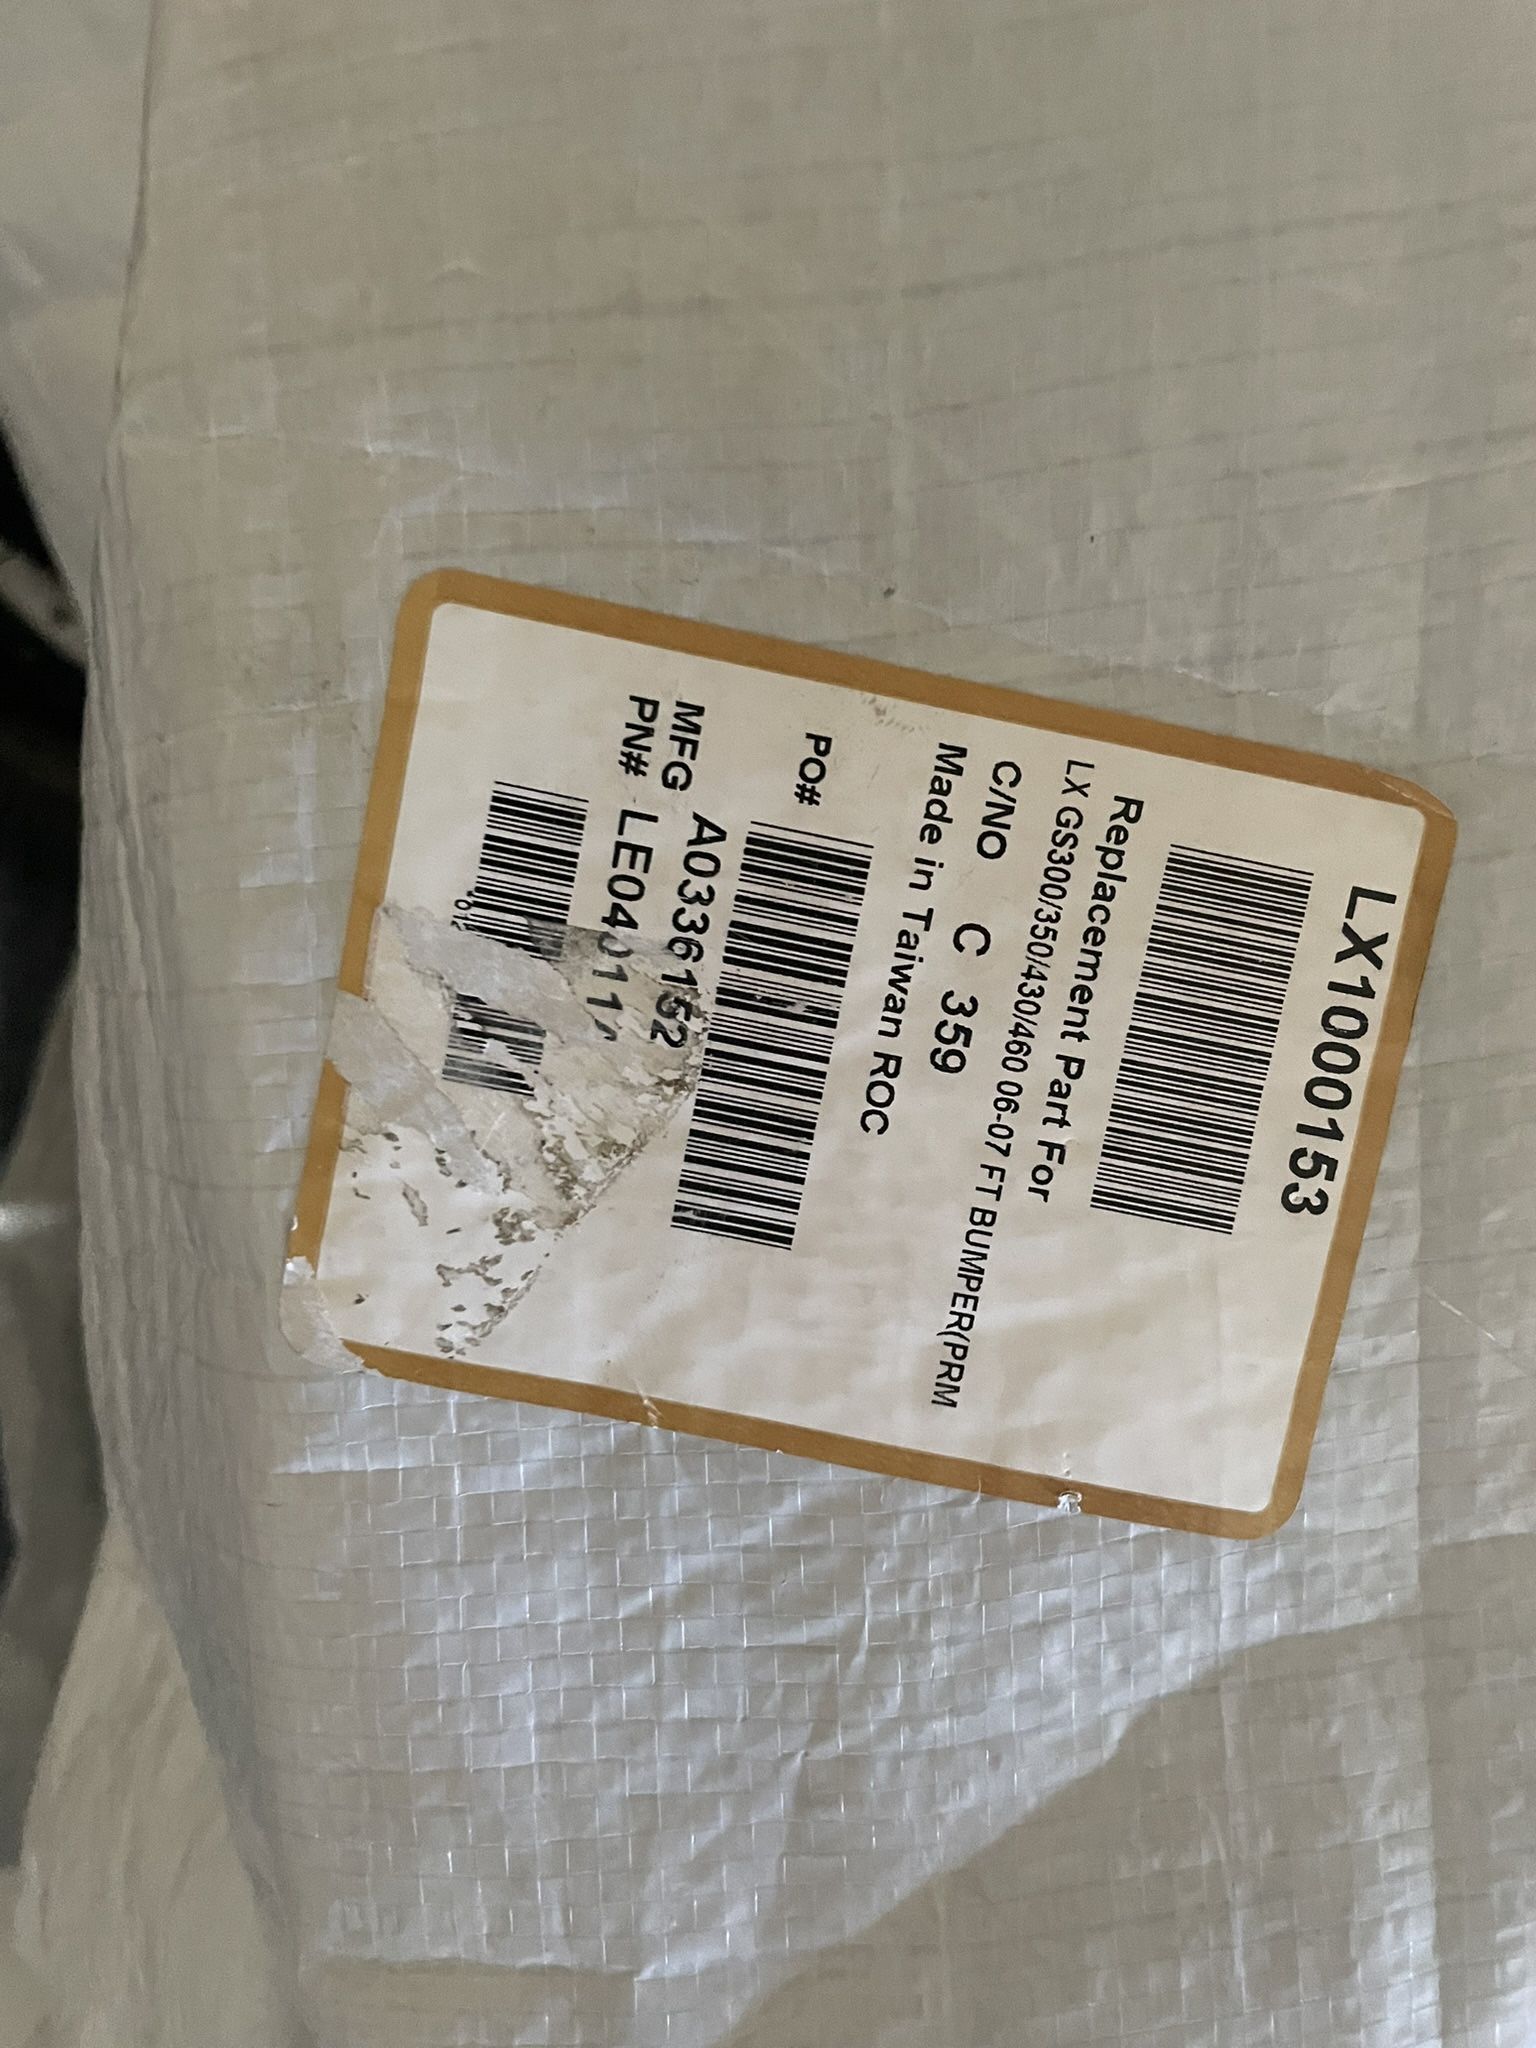 LX1000153
Replacement Part For
LX GS300/350/430/460 06-07 FT BUMPER(PRM
C/NO C 359
Made in Taiwan ROC
PO#
MFG A0336152
PN#